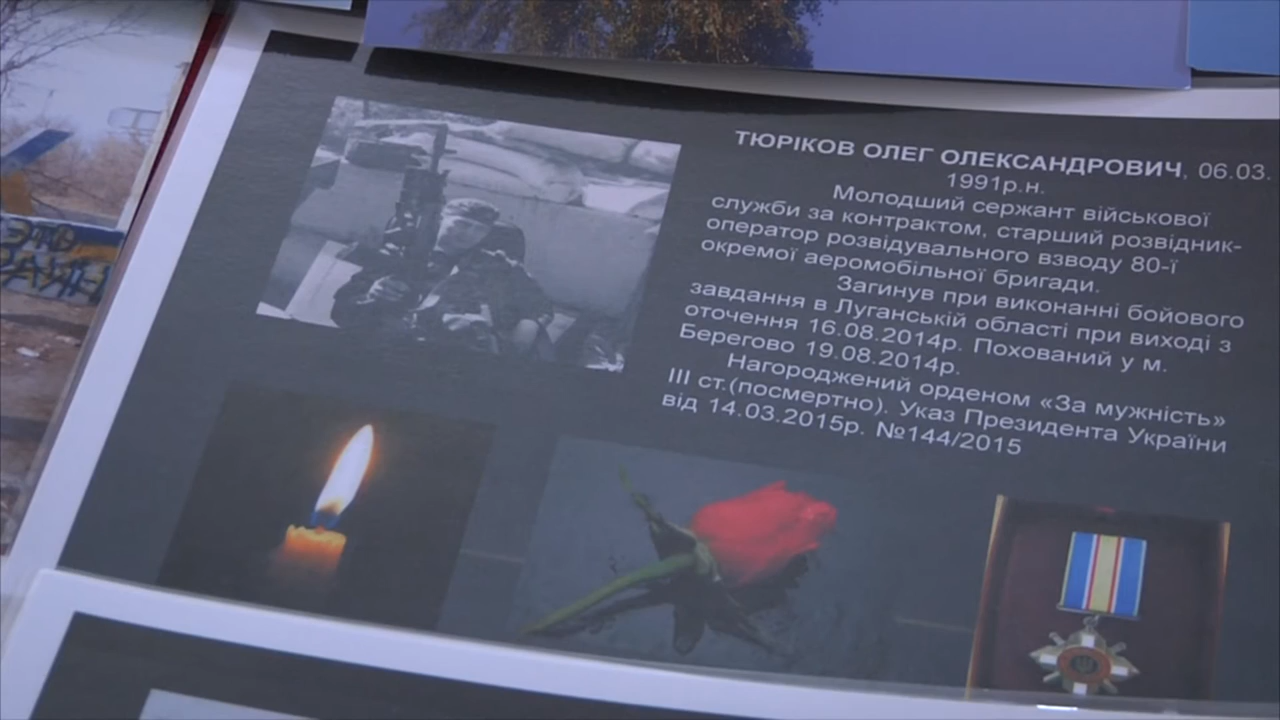 ТЮРІКОВ ОЛЕГ ОЛЕКСАНДРОВИЧ, 06.03.
1991р.н.
Молодший сержант військової
служби за контрактом, старший розвідник-
оператор розвідувального взводу 80-ї
окремої аеромобільної бригади.
Загинув при виконанні бойового
завдання в Луганській області при виході з
оточення 16.08.2014р. Похований у м.
Берегово 19.08.2014р.
Нагороджений орденом «За мужність»
ІІІ ст.(посмертно). Указ Президента України
від 14.03.2015р. №144/2015
ЭТО